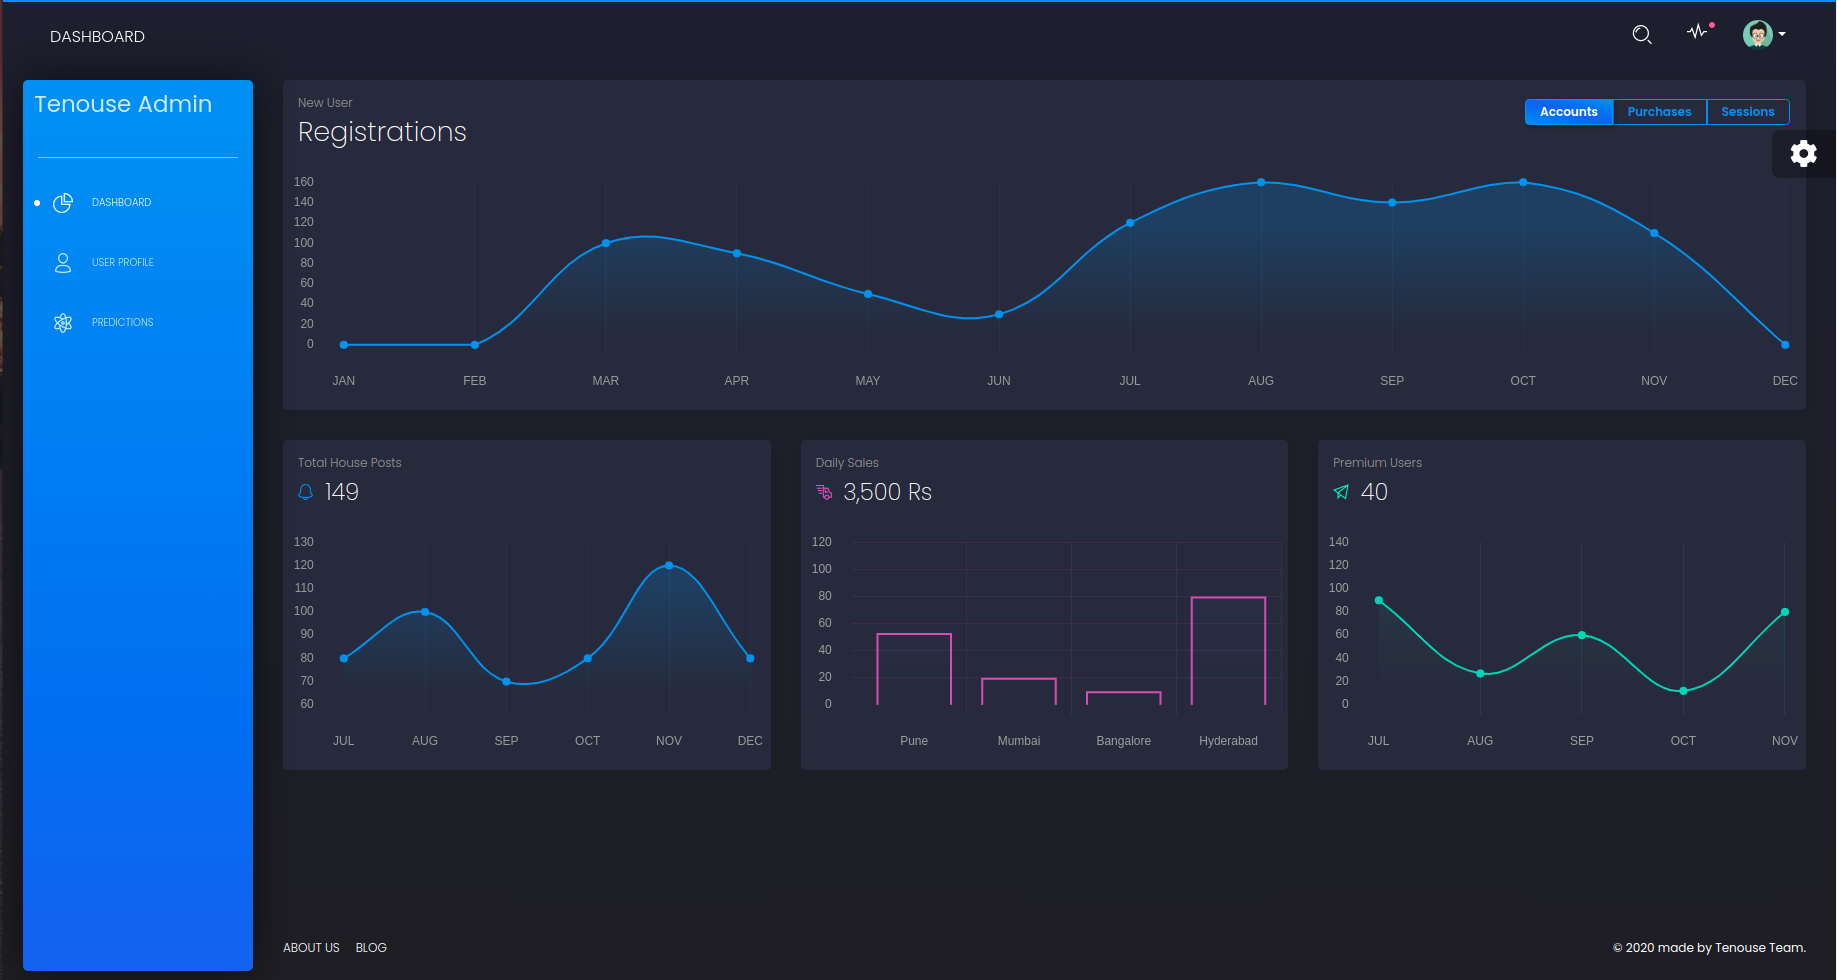 DASHBOARD
Tenouse Admin
DASHBOARD
USER PROFILE
PREDICTIONS
New User
Registrations
Accounts Purchases Sessions
160
140
120
100
80
60
40
20
0
JAN FEB MAR APR MAY JUN JUL AUG SEP OCT NOV DEC
Total House Posts
149
130
120
110
100
90
80
70
60
JUL AUG SEP OCT NOV DEC
Daily Sales
3,500 Rs
120
100
80
60
40
20
0
Pune Mumbai Bangalore Hyderabad
Premium Users
40
140
120
100
80
60
40
20
0
JUL AUG SEP OCT NOV
ABOUT US BLOG
© 2020 made by Tenouse Team.